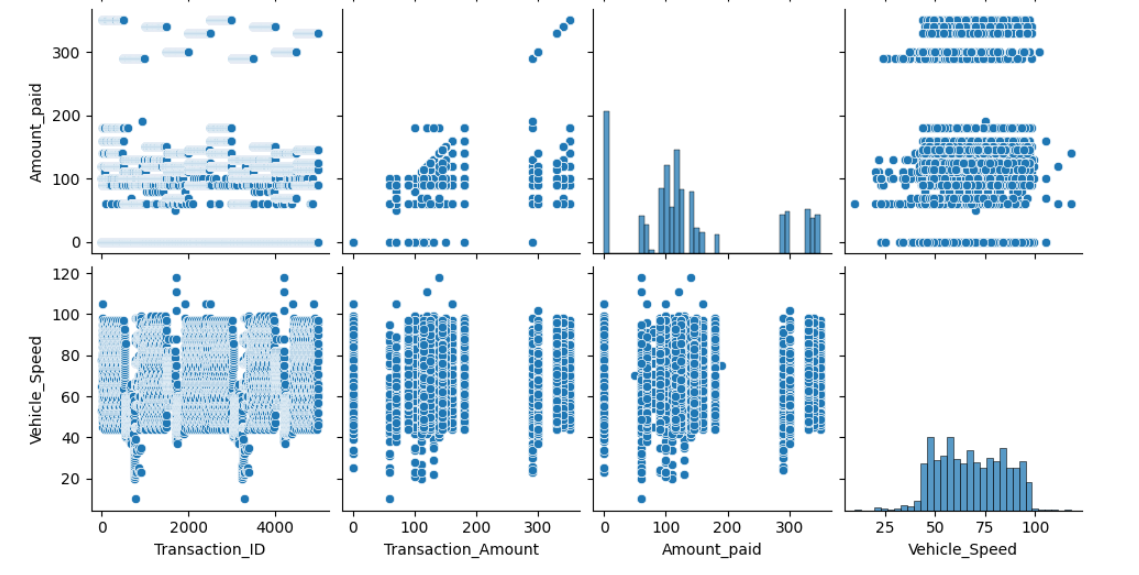 Amount_paid
300
200
100
0
Vehicle_Speed
120
100
80
60
40
20
0 2000 4000
0 100 200 300
0 100 200 300
25 50 75 100
Transaction_ID
Transaction_Amount
Amount_paid
Vehicle_Speed